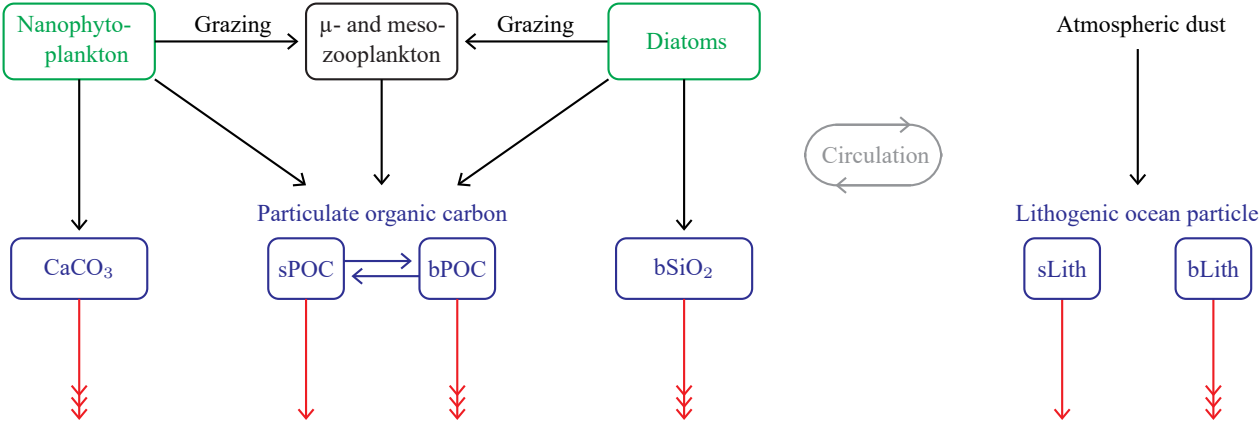 Nanophyto-
plankton
Grazing
µ- and meso-
zooplankton
Grazing
Diatoms
Atmospheric dust
Circulation
Particulate organic carbon
Lithogenic ocean particle
CaCO₃
sPOC
bPOC
bSiO₂
sLith
bLith